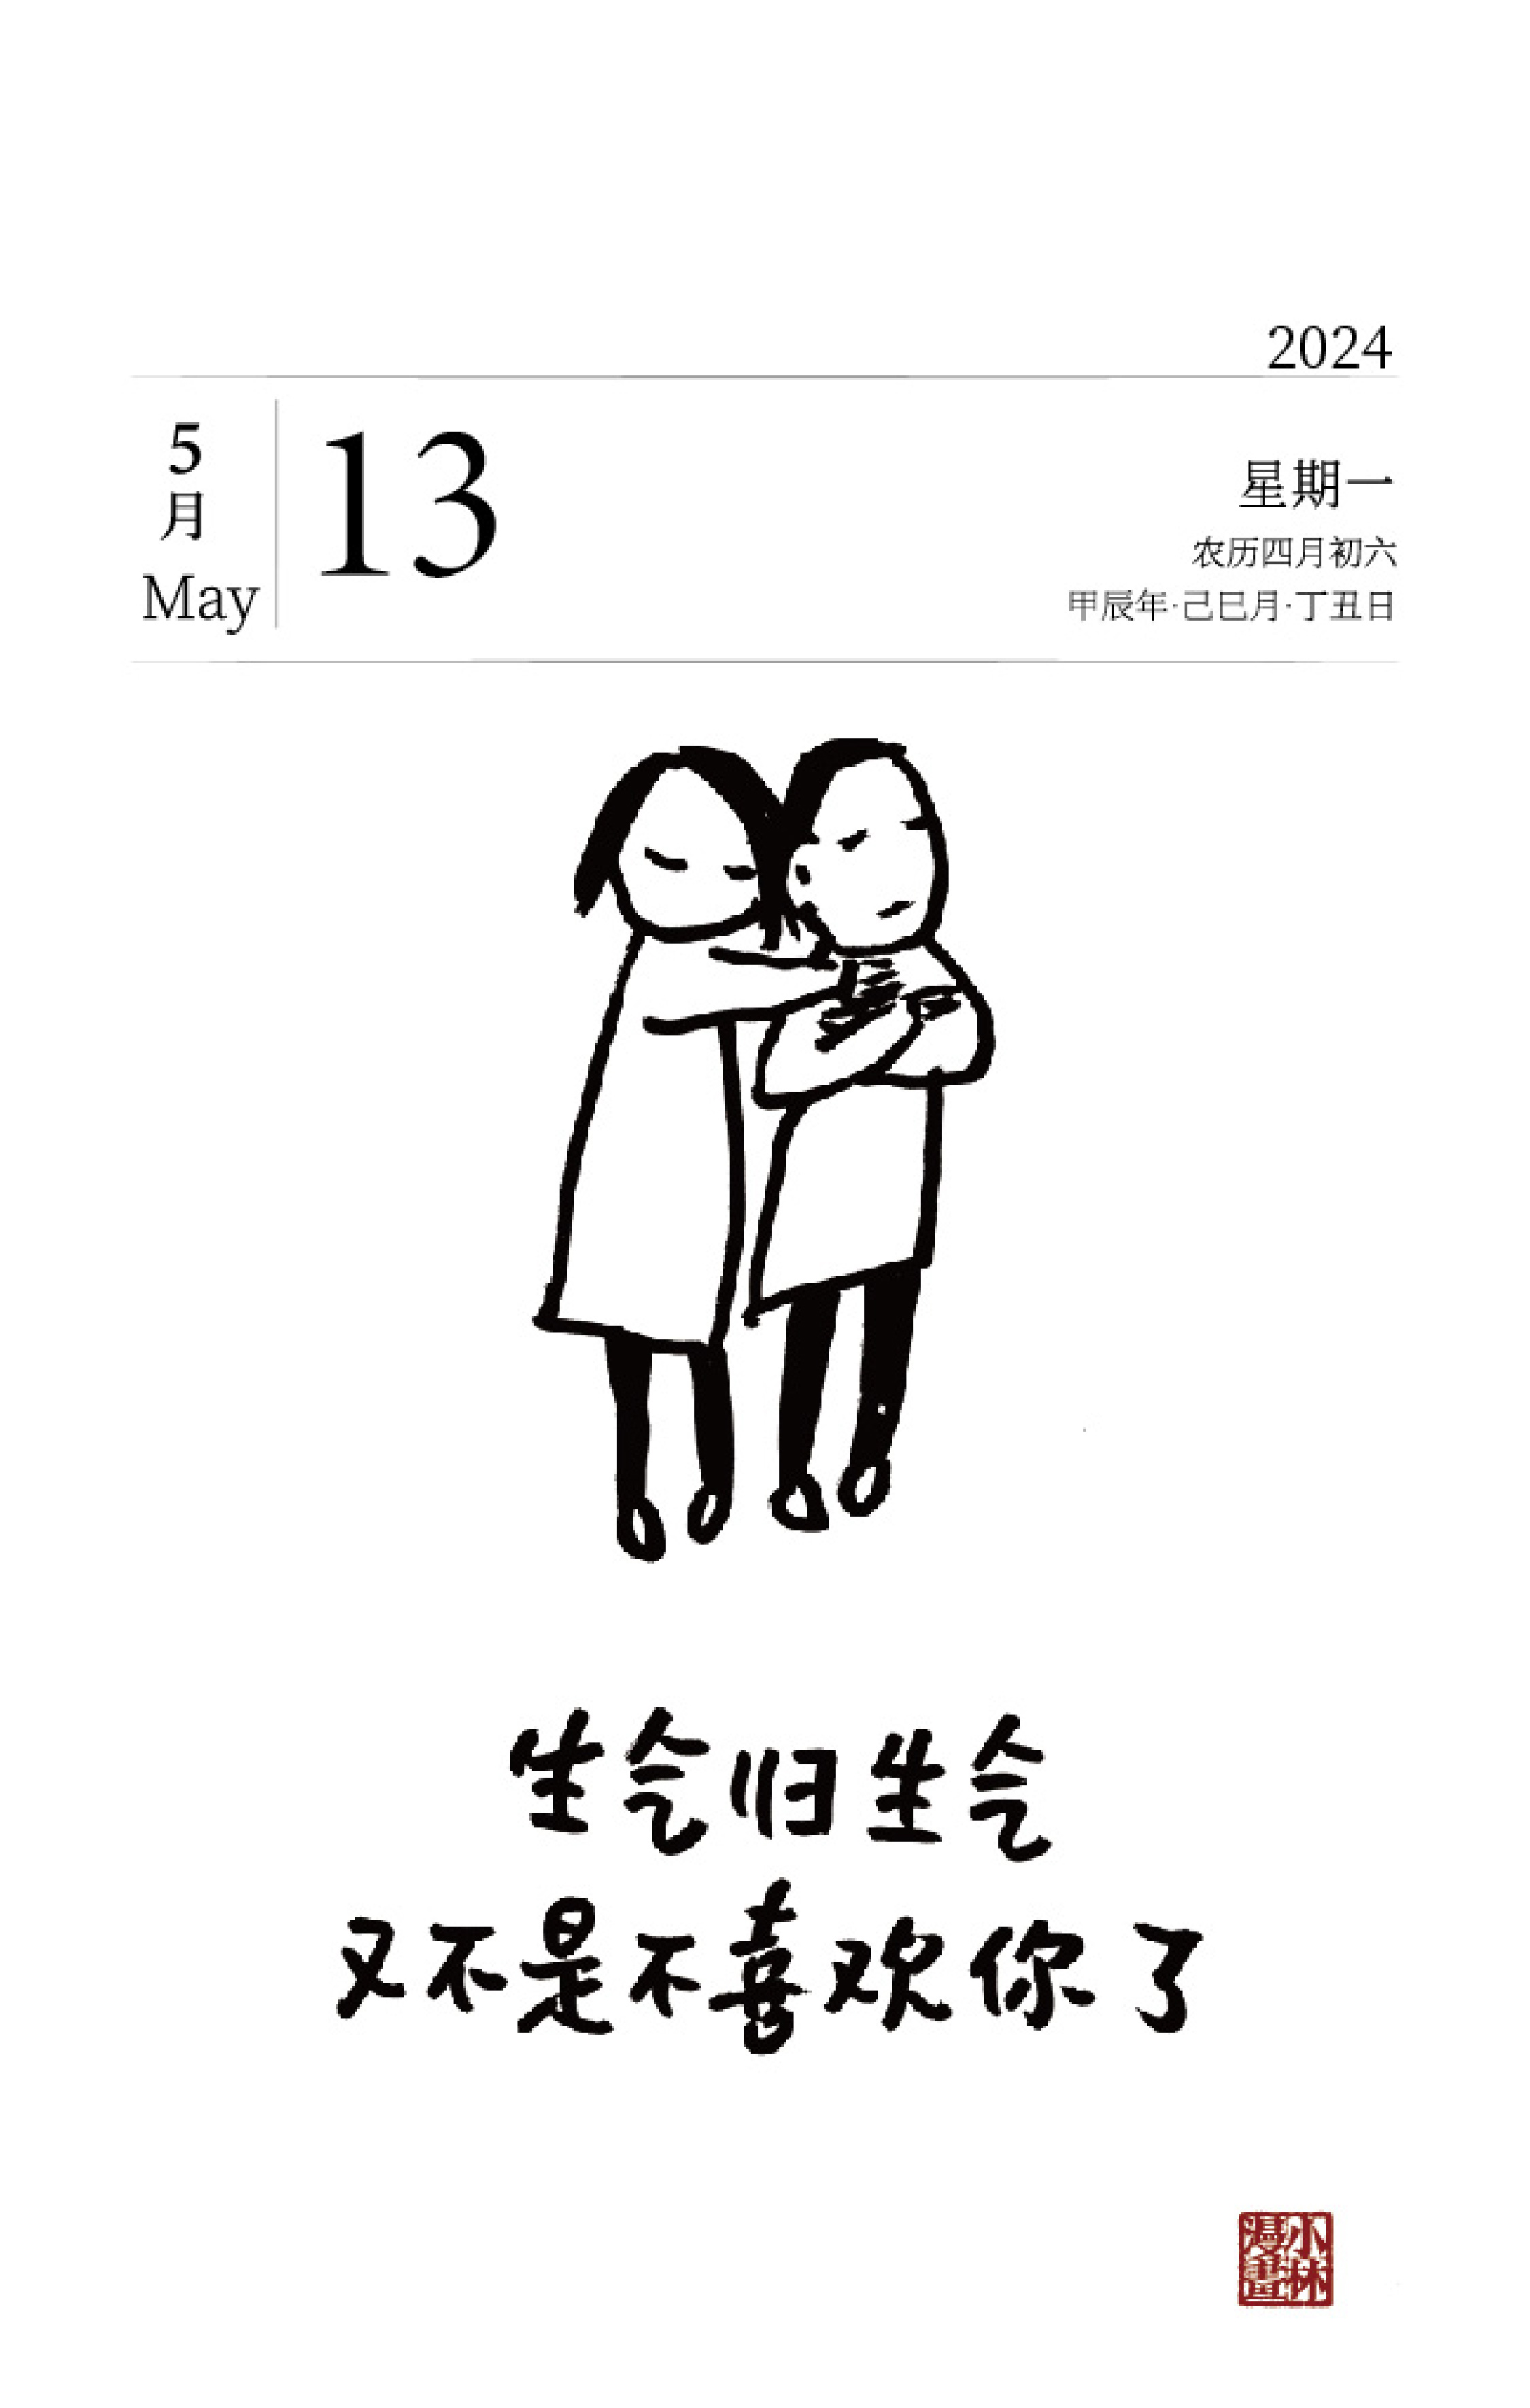 2024
5
月
May
13
星期一
农历四月初六
甲辰年·己巳月·丁丑日
生气归生气
又不是不喜欢你了
小林
漫畫